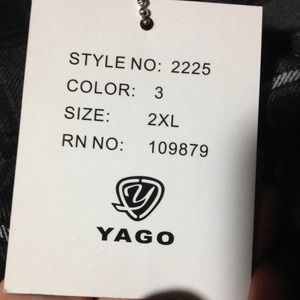 STYLE NO: 2225
COLOR: 3
SIZE: 2XL
RN NO: 109879
Y
YAGO